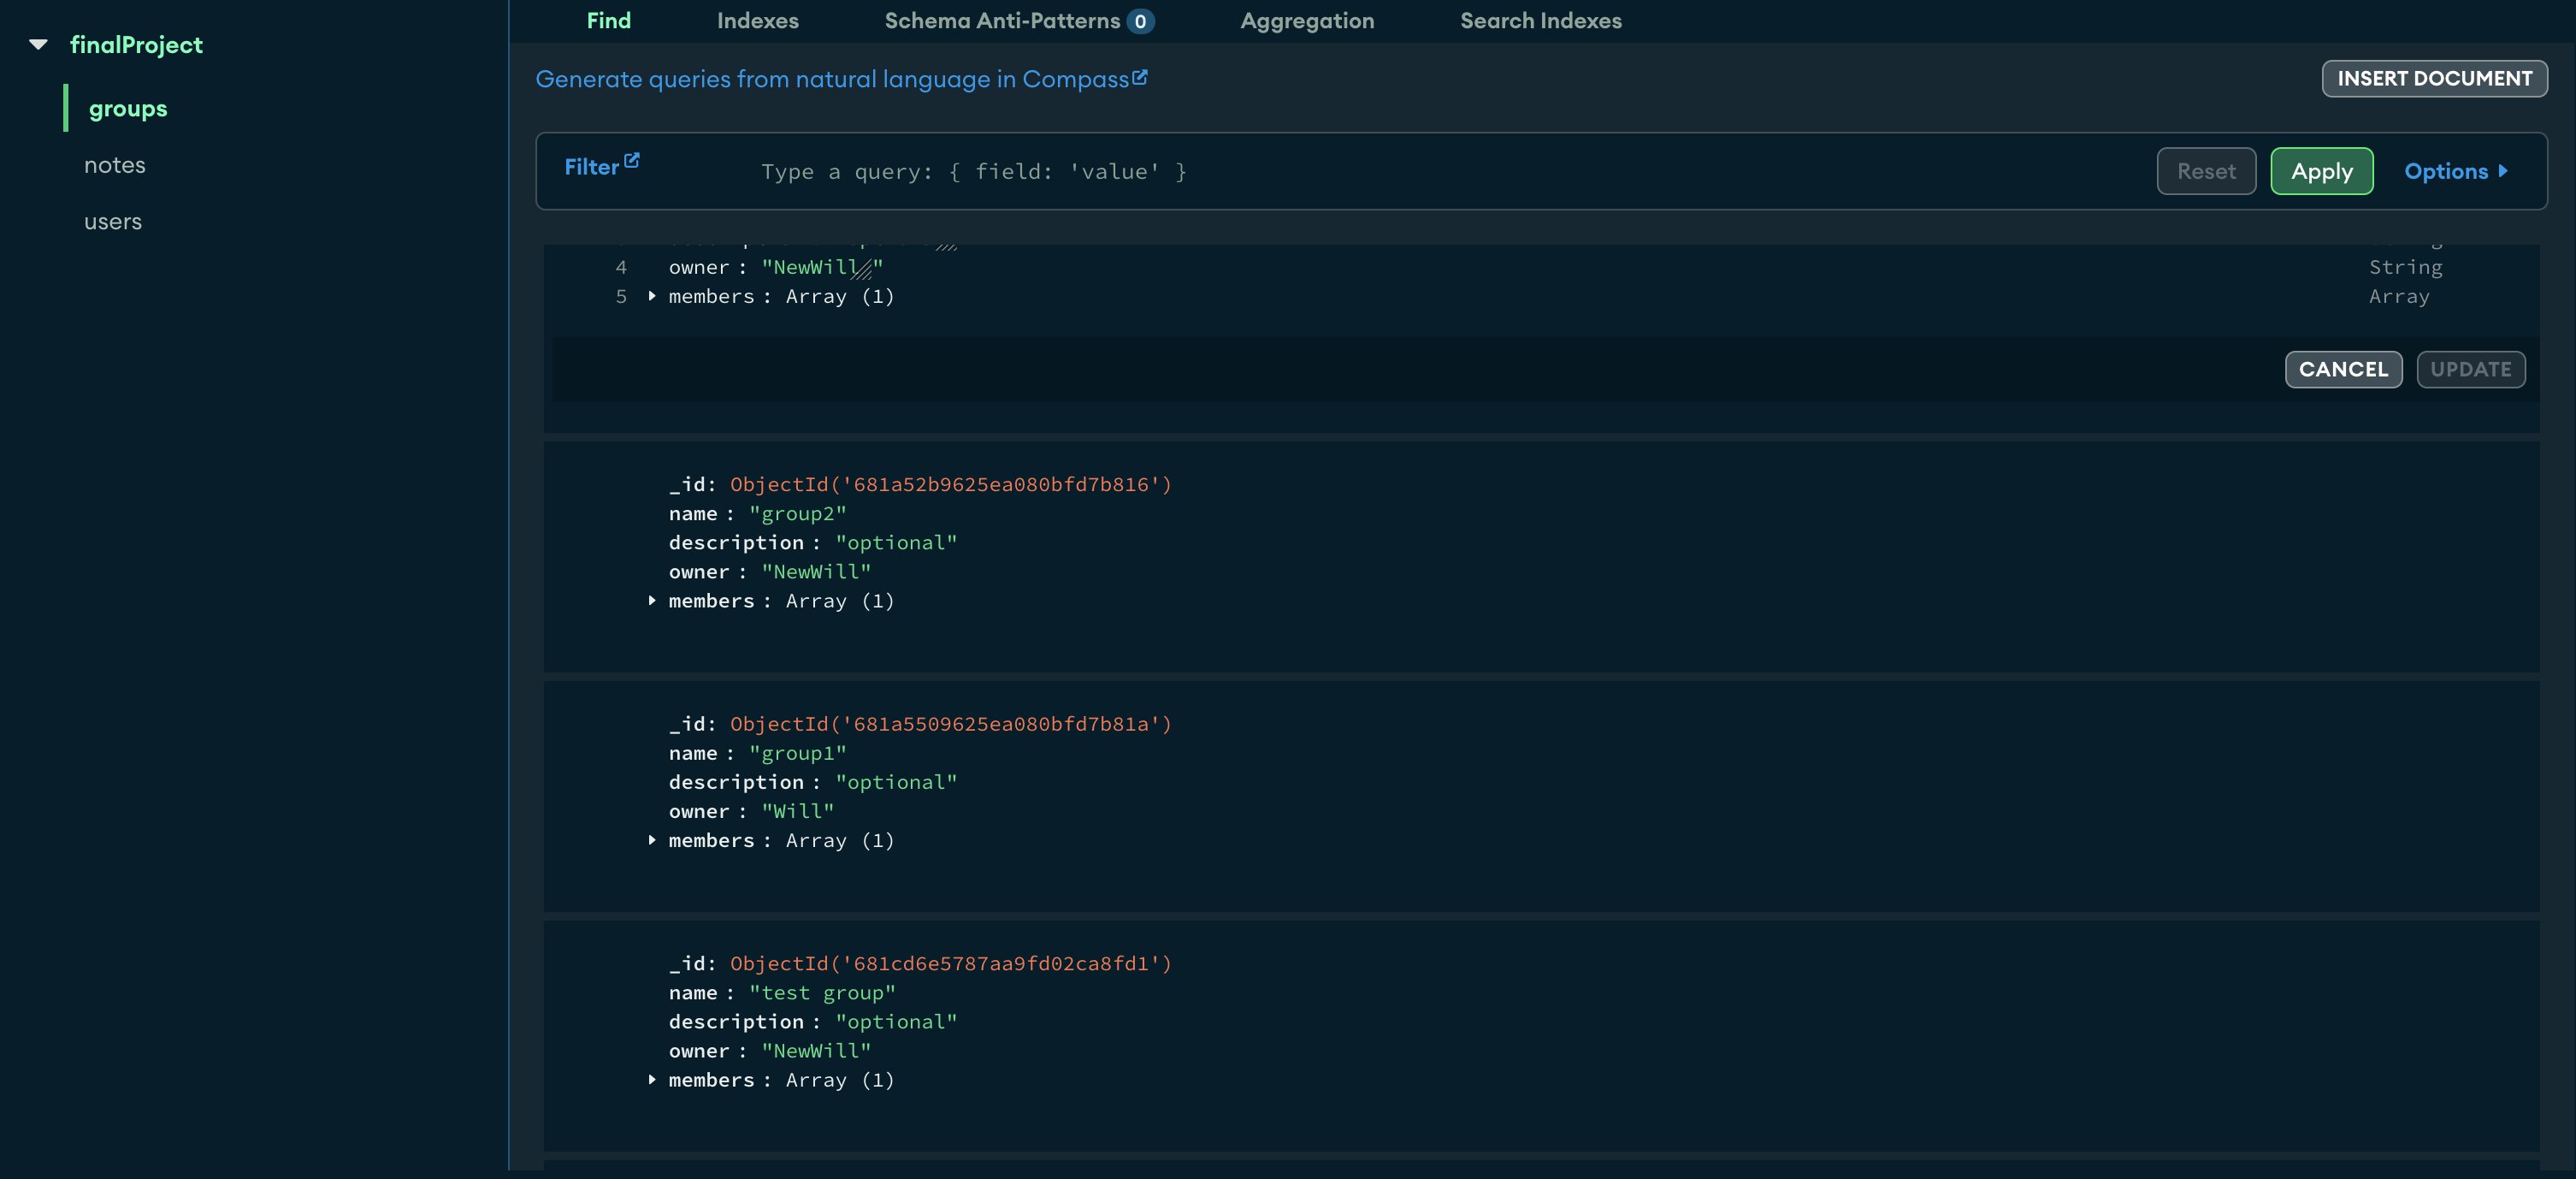 finalProject
groups
notes
users
Find Indexes Schema Anti-Patterns 0 Aggregation Search Indexes
Generate queries from natural language in Compass
INSERT DOCUMENT
Filter Type a query: { field: 'value' } Reset Apply Options
4 owner : "NewWill" String
5 members : Array (1) Array
CANCEL UPDATE
_id: ObjectId('681a52b9625ea080bfd7b816')
name : "group2"
description : "optional"
owner : "NewWill"
members : Array (1)
_id: ObjectId('681a5509625ea080bfd7b81a')
name : "group1"
description : "optional"
owner : "Will"
members : Array (1)
_id: ObjectId('681cd6e5787aa9fd02ca8fd1')
name : "test group"
description : "optional"
owner : "NewWill"
members : Array (1)